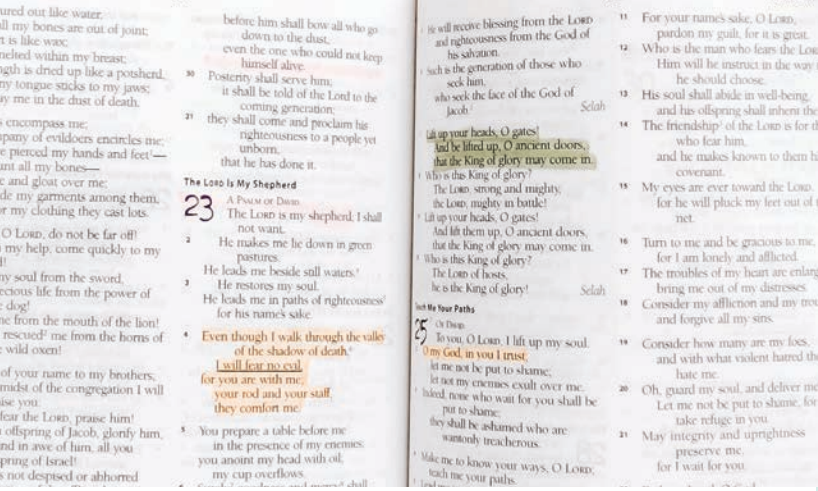 ured out like water,
all my bones are out of joint;
t is like wax;
melted within my breast;
ngth is dried up like a potsherd,
ny tongue sticks to my jaws;
ay me in the dust of death.
encompass me;
pany of evildoers encircles me;
e pierced my hands and feet—
unt all my bones—
e and gloat over me;
de my garments among them,
r my clothing they cast lots.
O LORD, do not be far off!
my help, come quickly to my
ny soul from the sword,
ecious life from the power of
dog!
me from the mouth of the lion!
rescued me from the horns of
wild oxen!
of your name to my brothers;
midst of the congregation I will
ise you:
fear the LORD, praise him!
offspring of Jacob, glorify him,
nd in awe of him, all you
pring of Israel!
s not despised or abhorred
before him shall bow all who go
down to the dust,
even the one who could not keep
himself alive.
30 Posterity shall serve him;
it shall be told of the Lord to the
coming generation;
31 they shall come and proclaim his
righteousness to a people yet
unborn,
that he has done it.
The LORD Is My Shepherd
23 A PSALM OF DAVID.
The LORD is my shepherd; I shall
not want.
2 He makes me lie down in green
pastures.
He leads me beside still waters.
3 He restores my soul.
He leads me in paths of righteousness
for his name's sake.
4 Even though I walk through the valley
of the shadow of death,
I will fear no evil,
for you are with me;
your rod and your staff,
they comfort me.
5 You prepare a table before me
in the presence of my enemies;
you anoint my head with oil;
my cup overflows.
He will receive blessing from the LORD
and righteousness from the God of
his salvation.
Such is the generation of those who
seek him,
who seek the face of the God of
Jacob. Selah
Lift up your heads, O gates!
And be lifted up, O ancient doors,
that the King of glory may come in.
Who is this King of glory?
The LORD, strong and mighty,
the LORD, mighty in battle!
Lift up your heads, O gates!
And lift them up, O ancient doors,
that the King of glory may come in.
Who is this King of glory?
The LORD of hosts,
he is the King of glory! Selah
Teach Me Your Paths
25 OF DAVID.
To you, O LORD, I lift up my soul.
O my God, in you I trust;
let me not be put to shame;
let not my enemies exult over me.
Indeed, none who wait for you shall be
put to shame;
they shall be ashamed who are
wantonly treacherous.
Make me to know your ways, O LORD;
teach me your paths.
11 For your name's sake, O LORD,
pardon my guilt, for it is great.
12 Who is the man who fears the LOR
Him will he instruct in the way
he should choose.
13 His soul shall abide in well-being,
and his offspring shall inherit the
14 The friendship of the LORD is for th
who fear him,
and he makes known to them h
covenant.
15 My eyes are ever toward the LORD,
for he will pluck my feet out of t
net.
16 Turn to me and be gracious to me,
for I am lonely and afflicted.
17 The troubles of my heart are enlarg
bring me out of my distresses.
18 Consider my affliction and my trou
and forgive all my sins.
19 Consider how many are my foes,
and with what violent hatred th
hate me.
20 Oh, guard my soul, and deliver me
Let me not be put to shame, for
take refuge in you.
21 May integrity and uprightness
preserve me,
for I wait for you.